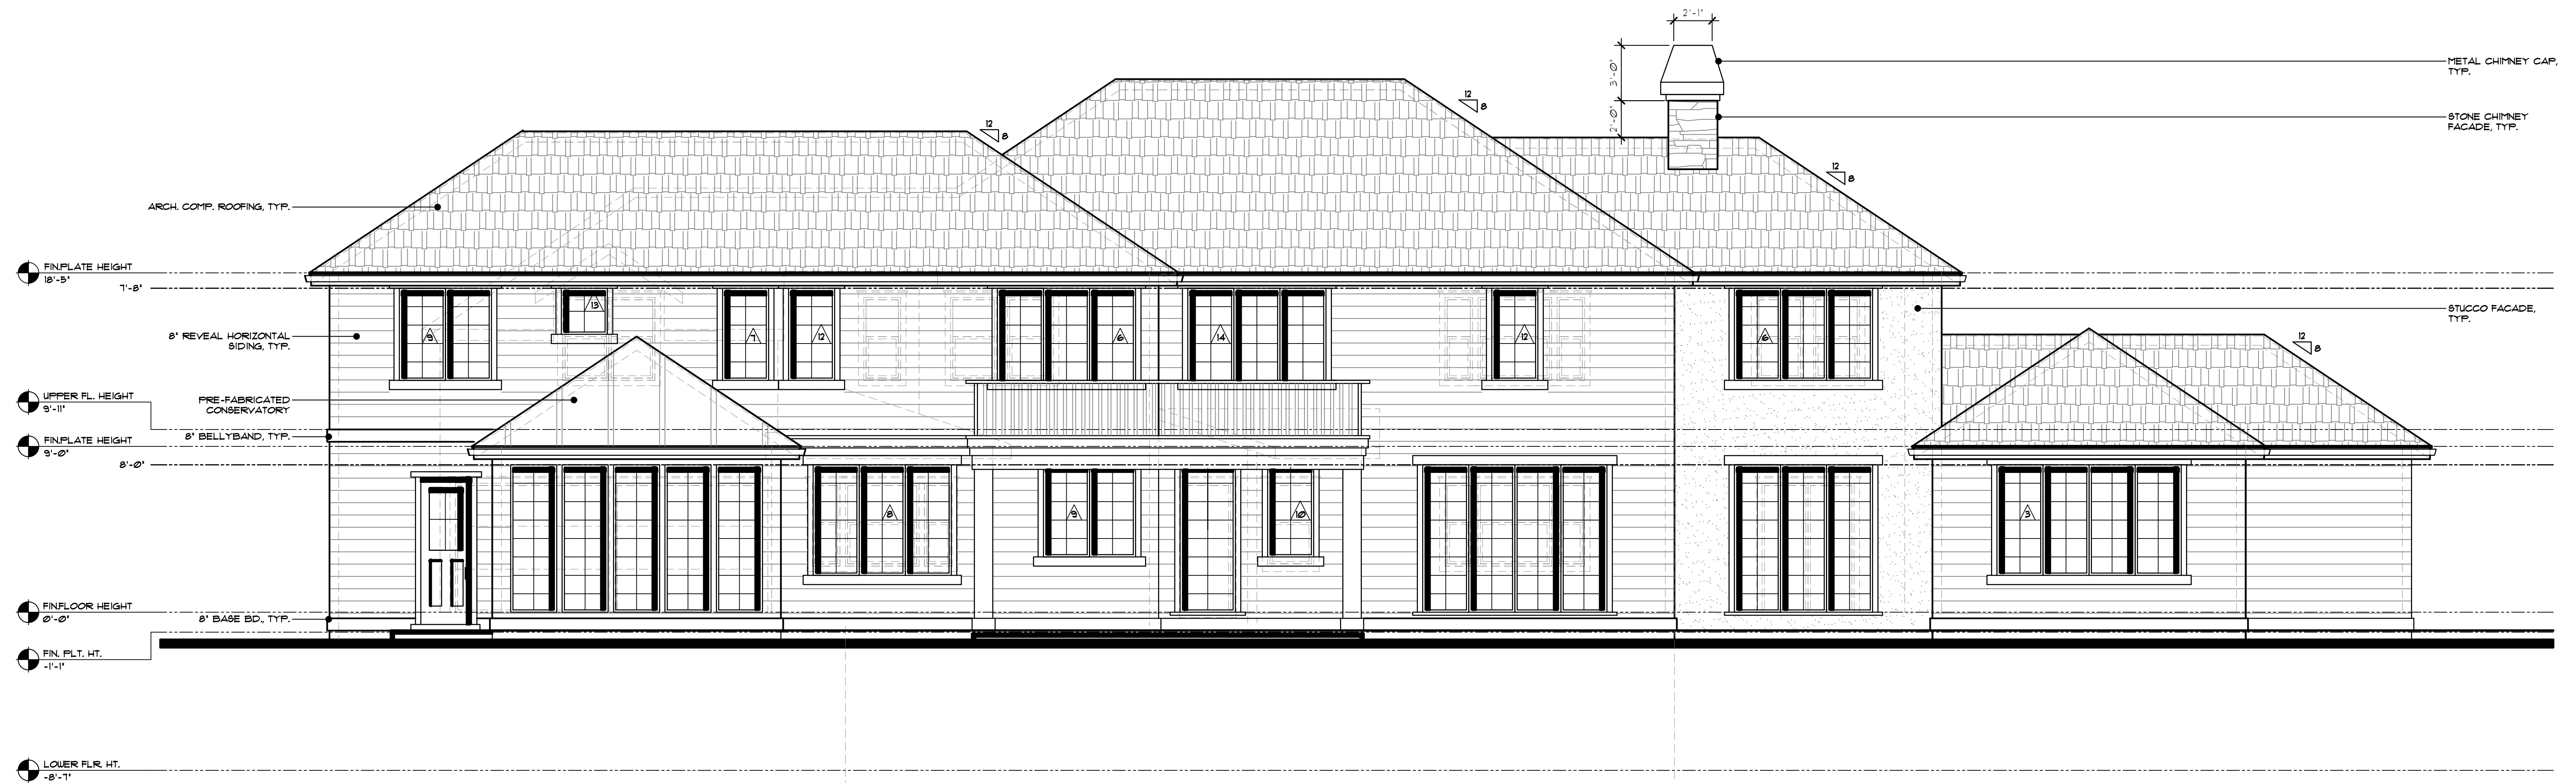 2'-1"
3'-0"
2'-0"
METAL CHIMNEY CAP,
TYP.
STONE CHIMNEY
FACADE, TYP.
12
8
12
8
12
8
ARCH. COMP. ROOFING, TYP.
FIN.PLATE HEIGHT
18'-5"
7'-8"
13
9
7
12
6
14
12
6
STUCCO FACADE,
TYP.
8" REVEAL HORIZONTAL
SIDING, TYP.
12
8
UPPER FL. HEIGHT
9'-11"
PRE-FABRICATED
CONSERVATORY
8" BELLYBAND, TYP.
FIN.PLATE HEIGHT
9'-0"
8'-0"
8
9
10
3
FIN.FLOOR HEIGHT
0'-0"
8" BASE BD., TYP.
FIN. PLT. HT.
-1'-1"
LOWER FLR. HT.
-8'-7"